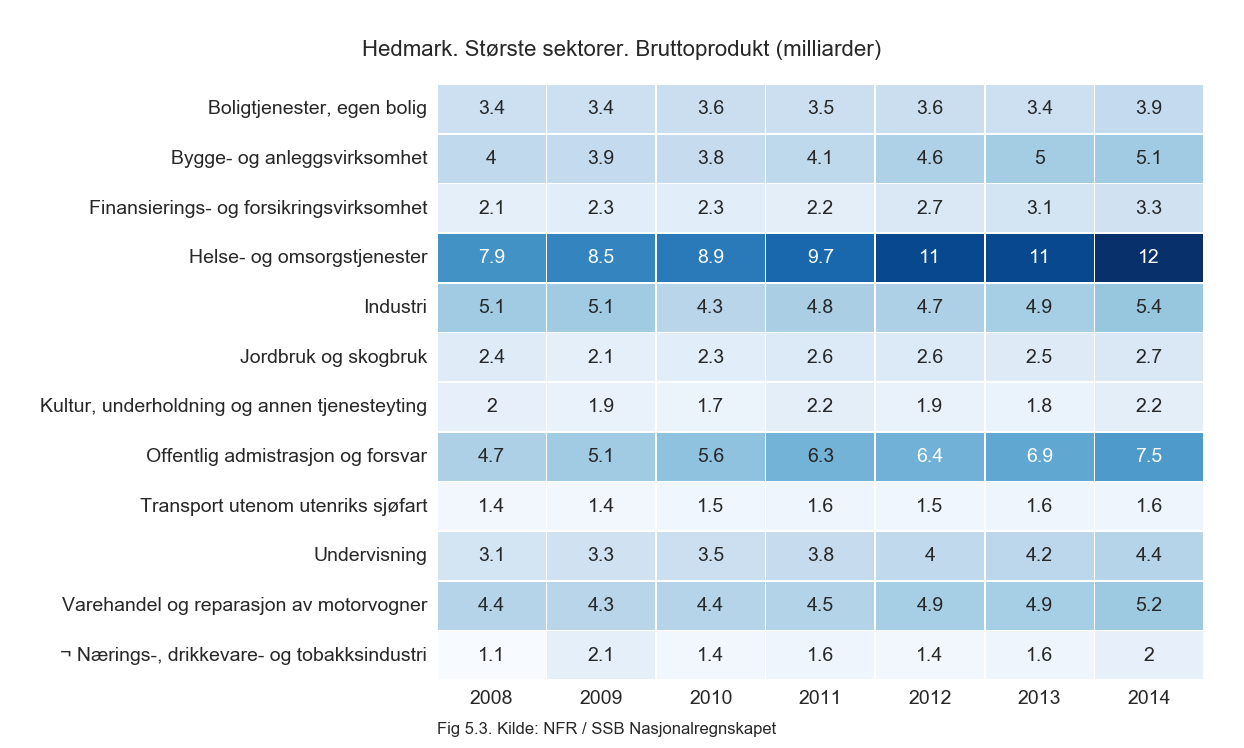 Hedmark. Største sektorer. Bruttoprodukt (milliarder)
Boligtjenester, egen bolig 3.4 3.4 3.6 3.5 3.6 3.4 3.9
Bygge- og anleggsvirksomhet 4 3.9 3.8 4.1 4.6 5 5.1
Finansierings- og forsikringsvirksomhet 2.1 2.3 2.3 2.2 2.7 3.1 3.3
Helse- og omsorgstjenester 7.9 8.5 8.9 9.7 11 11 12
Industri 5.1 5.1 4.3 4.8 4.7 4.9 5.4
Jordbruk og skogbruk 2.4 2.1 2.3 2.6 2.6 2.5 2.7
Kultur, underholdning og annen tjenesteyting 2 1.9 1.7 2.2 1.9 1.8 2.2
Offentlig admistrasjon og forsvar 4.7 5.1 5.6 6.3 6.4 6.9 7.5
Transport utenom utenriks sjøfart 1.4 1.4 1.5 1.6 1.5 1.6 1.6
Undervisning 3.1 3.3 3.5 3.8 4 4.2 4.4
Varehandel og reparasjon av motorvogner 4.4 4.3 4.4 4.5 4.9 4.9 5.2
¬ Nærings-, drikkevare- og tobakksindustri 1.1 2.1 1.4 1.6 1.4 1.6 2
2008 2009 2010 2011 2012 2013 2014
Fig 5.3. Kilde: NFR / SSB Nasjonalregnskapet